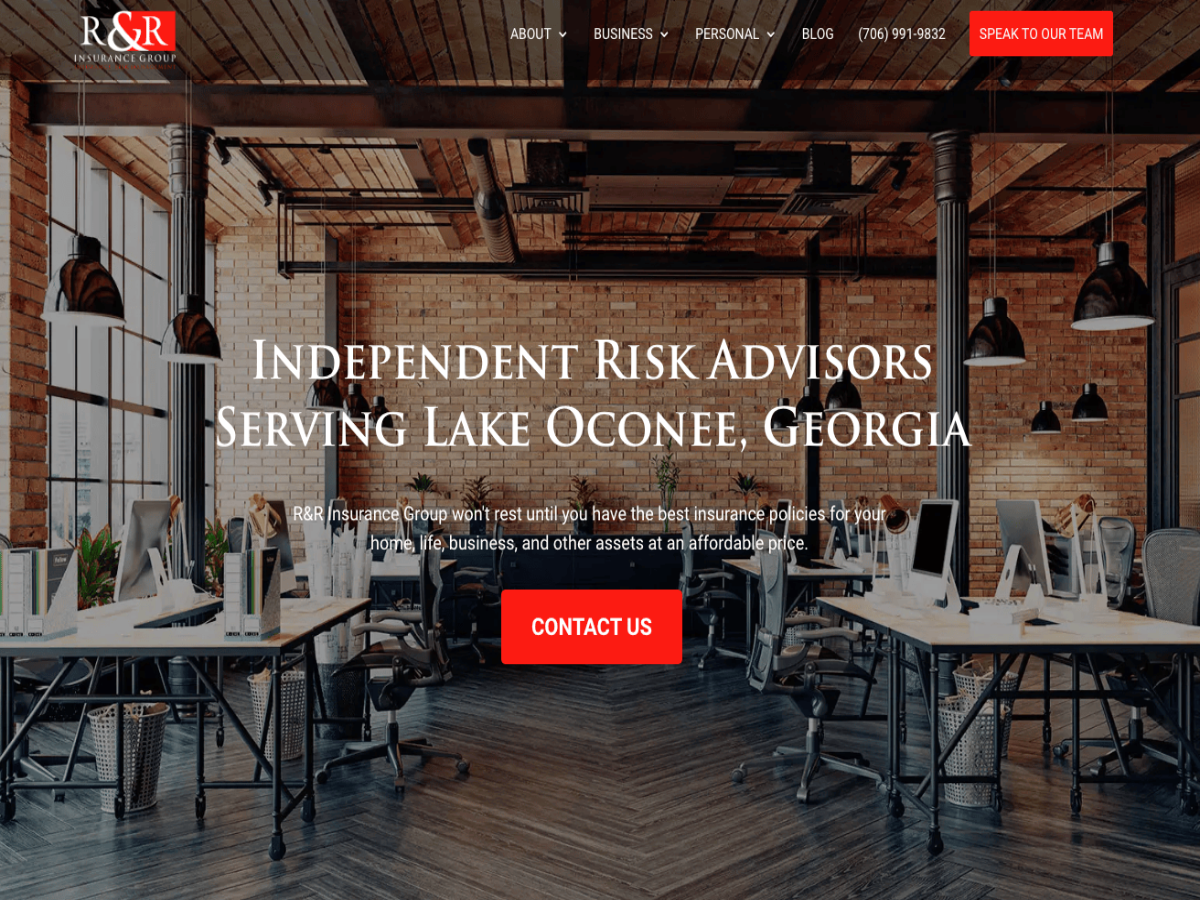 R&R
INSURANCE GROUP
ABOUT
BUSINESS
PERSONAL
BLOG
(706) 991-9832
SPEAK TO OUR TEAM
Independent Risk Advisors
Serving Lake Oconee, Georgia
R&R Insurance Group won't rest until you have the best insurance policies for your
home, life, business, and other assets at an affordable price.
CONTACT US